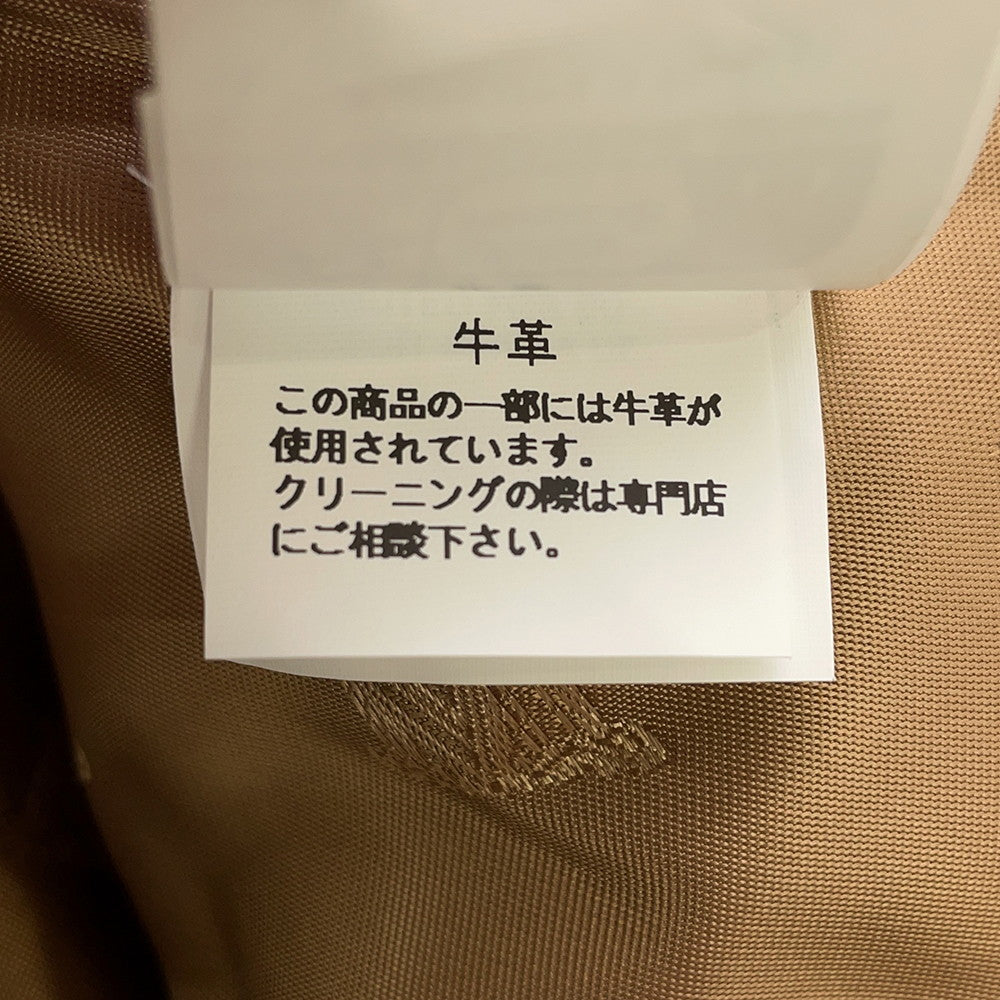 牛革
この商品の一部には牛革が
使用されています。
クリーニングの際は専門店
にご相談下さい。